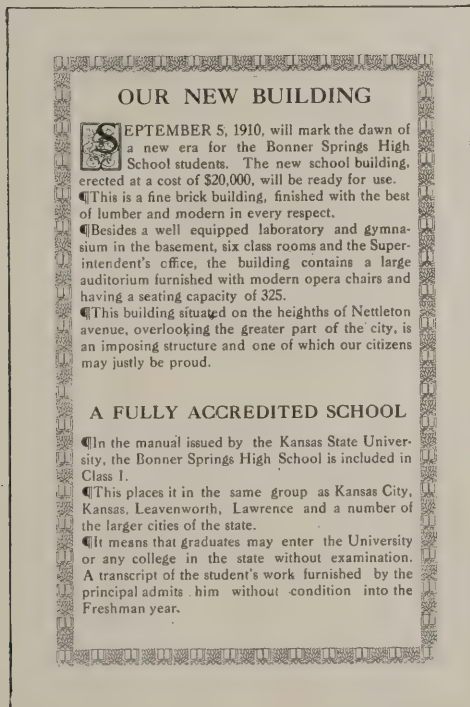 OUR NEW BUILDING
SEPTEMBER 5, 1910, will mark the dawn of
a new era for the Bonner Springs High
School students. The new school building,
erected at a cost of $20,000, will be ready for use.
¶This is a fine brick building, finished with the best
of lumber and modern in every respect.
¶Besides a well equipped laboratory and gymna-
sium in the basement, six class rooms and the Super-
intendent's office, the building contains a large
auditorium furnished with modern opera chairs and
having a seating capacity of 325.
¶This building situated on the heighths of Nettleton
avenue, overlooking the greater part of the city, is
an imposing structure and one of which our citizens
may justly be proud.
A FULLY ACCREDITED SCHOOL
¶In the manual issued by the Kansas State Univer-
sity, the Bonner Springs High School is included in
Class I.
¶This places it in the same group as Kansas City,
Kansas, Leavenworth, Lawrence and a number of
the larger cities of the state.
¶It means that graduates may enter the University
or any college in the state without examination.
A transcript of the student's work furnished by the
principal admits him without condition into the
Freshman year.